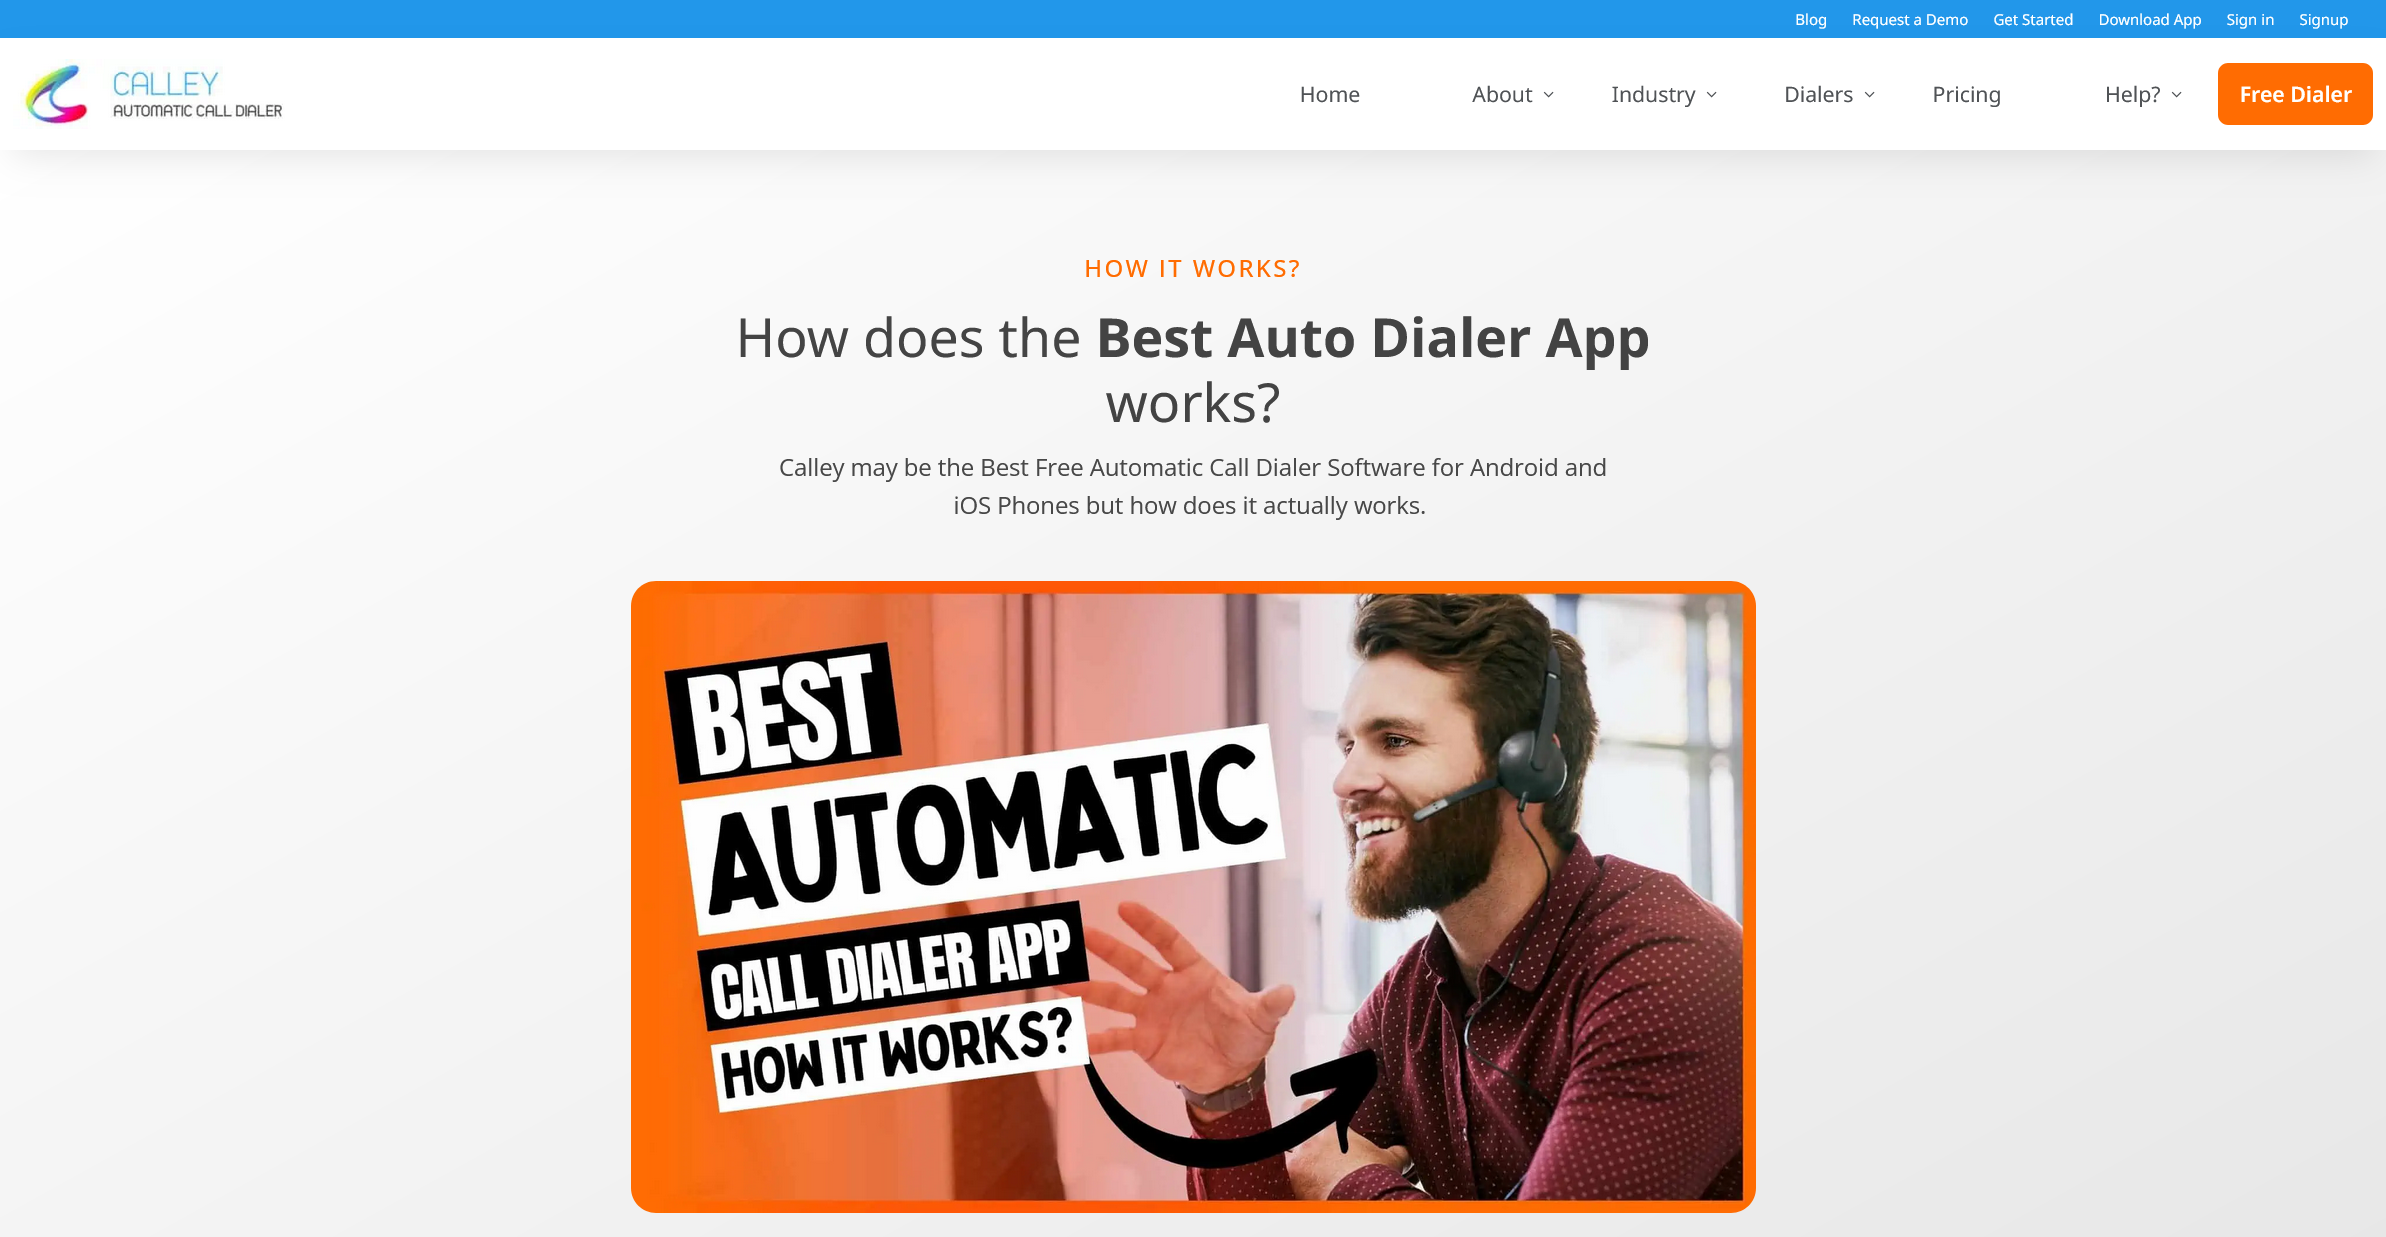 Blog Request a Demo Get Started Download App Sign in Signup
CALLEY
AUTOMATIC CALL DIALER
Home About Industry Dialers Pricing Help? Free Dialer
HOW IT WORKS?
How does the Best Auto Dialer App
works?
Calley may be the Best Free Automatic Call Dialer Software for Android and
iOS Phones but how does it actually works.
BEST
AUTOMATIC
CALL DIALER APP
HOW IT WORKS?